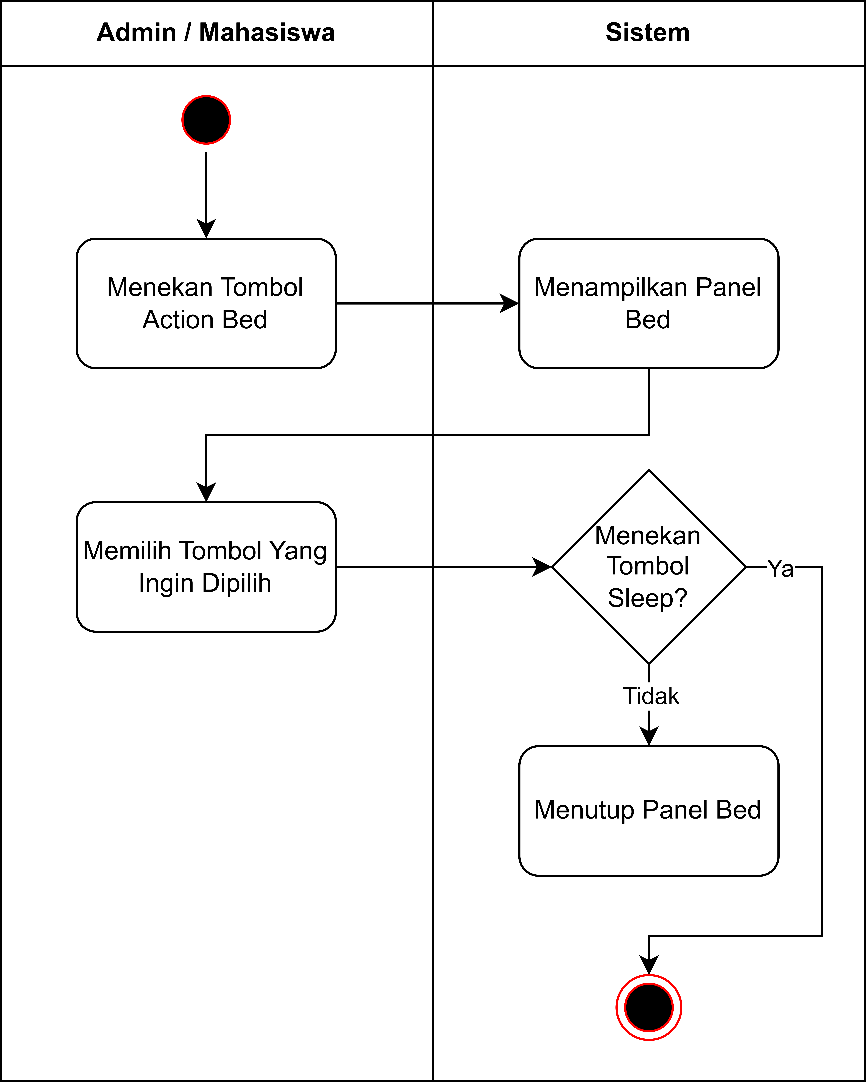 Admin / Mahasiswa
Sistem
Menekan Tombol
Action Bed
Menampilkan Panel
Bed
Memilih Tombol Yang
Ingin Dipilih
Menekan
Tombol
Sleep?
Ya
Tidak
Menutup Panel Bed